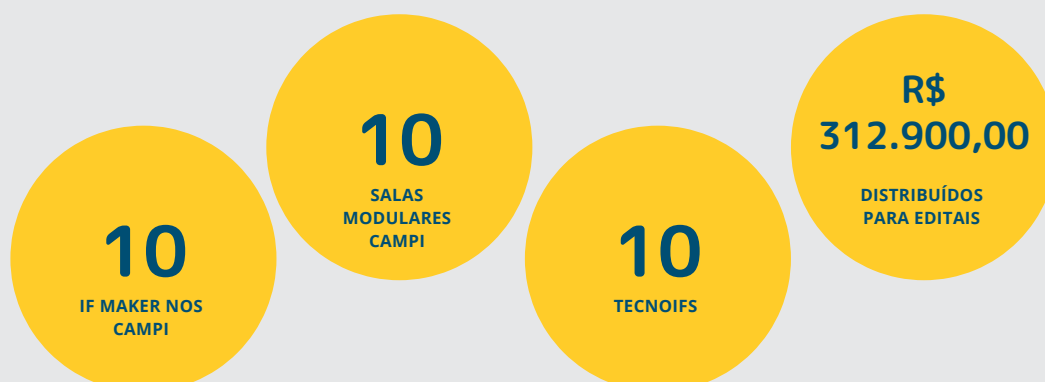 10
IF MAKER NOS
CAMPI
10
SALAS
MODULARES
CAMPI
10
TECNOIFS
R$
312.900,00
DISTRIBUÍDOS
PARA EDITAIS